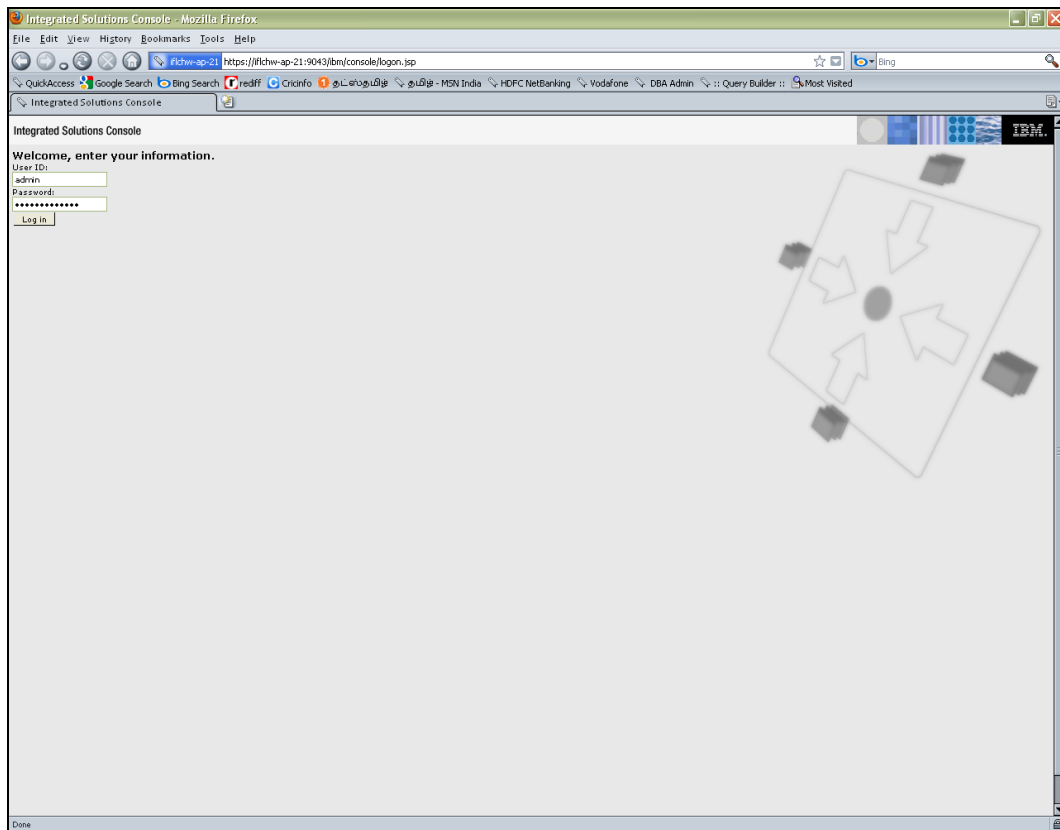 Integrated Solutions Console - Mozilla Firefox
File Edit View History Bookmarks Tools Help
iflchw-ap-21 https://iflchw-ap-21:9043/ibm/console/logon.jsp Bing
QuickAccess Google Search Bing Search rediff Cricinfo தட்ஸ்தமிழ் தமிழ் - MSN India HDFC NetBanking Vodafone DBA Admin :: Query Builder :: Most Visited
Integrated Solutions Console
Integrated Solutions Console IBM.
Welcome, enter your information.
User ID:
admin
Password:
Log in
Done